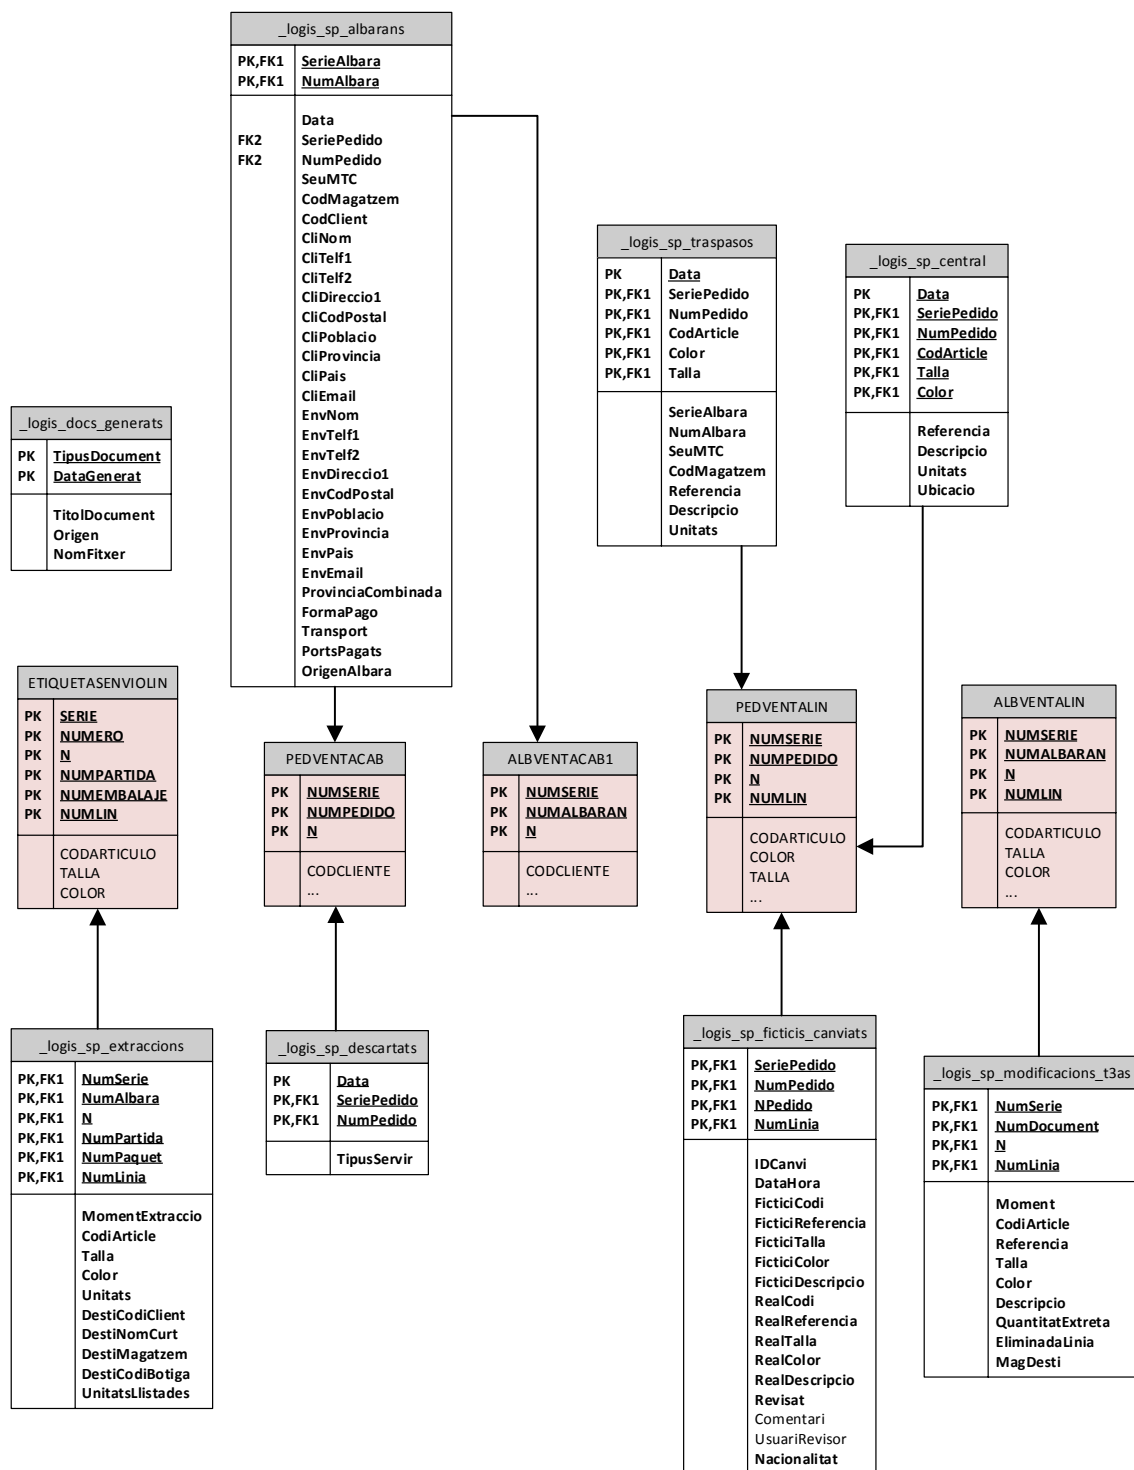 _logis_sp_albarans
PK,FK1 SerieAlbara
PK,FK1 NumAlbara
Data
FK2 SeriePedido
FK2 NumPedido
SeuMTC
CodMagatzem
CodClient
CliNom
CliTelf1
CliTelf2
CliDireccio1
CliCodPostal
CliPoblacio
CliProvincia
CliPais
CliEmail
EnvNom
EnvTelf1
EnvTelf2
EnvDireccio1
EnvCodPostal
EnvPoblacio
EnvProvincia
EnvPais
EnvEmail
ProvinciaCombinada
FormaPago
Transport
PortsPagats
OrigenAlbara
_logis_sp_traspasos
PK Data
PK,FK1 SeriePedido
PK,FK1 NumPedido
PK,FK1 CodArticle
PK,FK1 Color
PK,FK1 Talla
SerieAlbara
NumAlbara
SeuMTC
CodMagatzem
Referencia
Descripcio
Unitats
_logis_sp_central
PK Data
PK,FK1 SeriePedido
PK,FK1 NumPedido
PK,FK1 CodArticle
PK,FK1 Talla
PK,FK1 Color
Referencia
Descripcio
Unitats
Ubicacio
_logis_docs_generats
PK TipusDocument
PK DataGenerat
TitolDocument
Origen
NomFitxer
ETIQUETASENVIOLIN
PK SERIE
PK NUMERO
PK N
PK NUMPARTIDA
PK NUMEMBALAJE
PK NUMLIN
CODARTICULO
TALLA
COLOR
PEDVENTACAB
PK NUMSERIE
PK NUMPEDIDO
PK N
CODCLIENTE
...
ALBVENTACAB1
PK NUMSERIE
PK NUMALBARAN
PK N
CODCLIENTE
...
PEDVENTALIN
PK NUMSERIE
PK NUMPEDIDO
PK N
PK NUMLIN
CODARTICULO
COLOR
TALLA
...
ALBVENTALIN
PK NUMSERIE
PK NUMALBARAN
PK N
PK NUMLIN
CODARTICULO
TALLA
COLOR
...
_logis_sp_extraccions
PK,FK1 NumSerie
PK,FK1 NumAlbara
PK,FK1 N
PK,FK1 NumPartida
PK,FK1 NumPaquet
PK,FK1 NumLinia
MomentExtraccio
CodiArticle
Talla
Color
Unitats
DestiCodiClient
DestiNomCurt
DestiMagatzem
DestiCodiBotiga
UnitatsLlistades
_logis_sp_descartats
PK Data
PK,FK1 SeriePedido
PK,FK1 NumPedido
TipusServir
_logis_sp_ficticis_canviats
PK,FK1 SeriePedido
PK,FK1 NumPedido
PK,FK1 NPedido
PK,FK1 NumLinia
IDCanvi
DataHora
FicticiCodi
FicticiReferencia
FicticiTalla
FicticiColor
FicticiDescripcio
RealCodi
RealReferencia
RealTalla
RealColor
RealDescripcio
Revisat
Comentari
UsuariRevisor
Nacionalitat
_logis_sp_modificacions_t3as
PK,FK1 NumSerie
PK,FK1 NumDocument
PK,FK1 N
PK,FK1 NumLinia
Moment
CodiArticle
Referencia
Talla
Color
Descripcio
QuantitatExtreta
EliminadaLinia
MagDesti